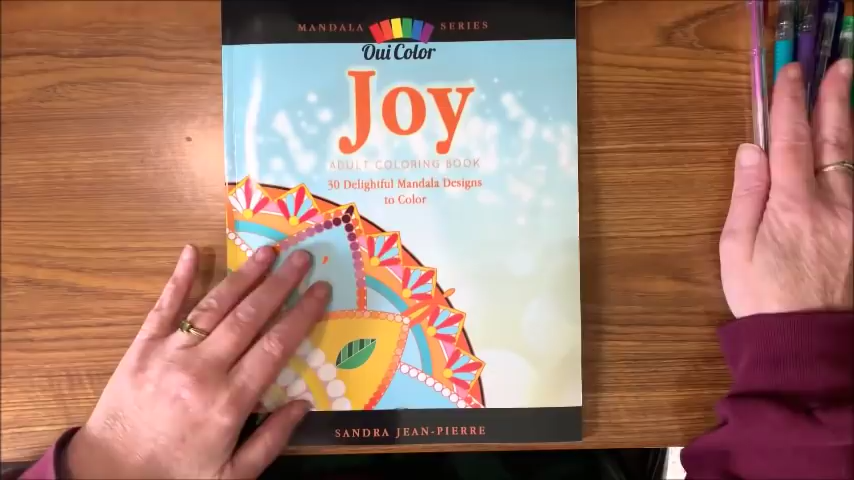 MANDALA SERIES
Oui Color
Joy
ADULT COLORING BOOK
30 Delightful Mandala Designs
to Color
SANDRA JEAN-PIERRE